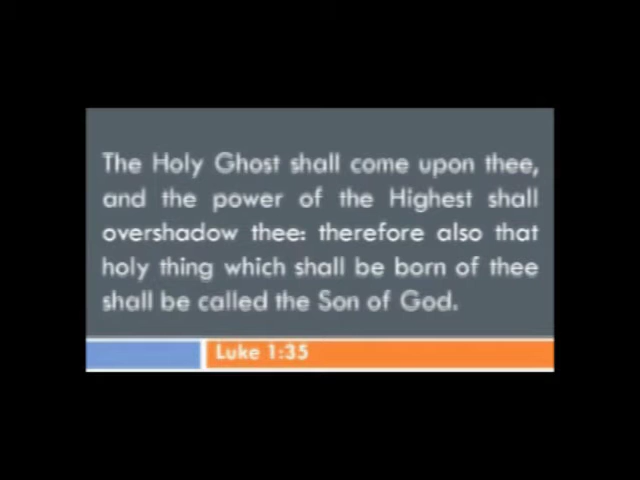 The Holy Ghost shall come upon thee,
and the power of the Highest shall
overshadow thee: therefore also that
holy thing which shall be born of thee
shall be called the Son of God.
Luke 1:35